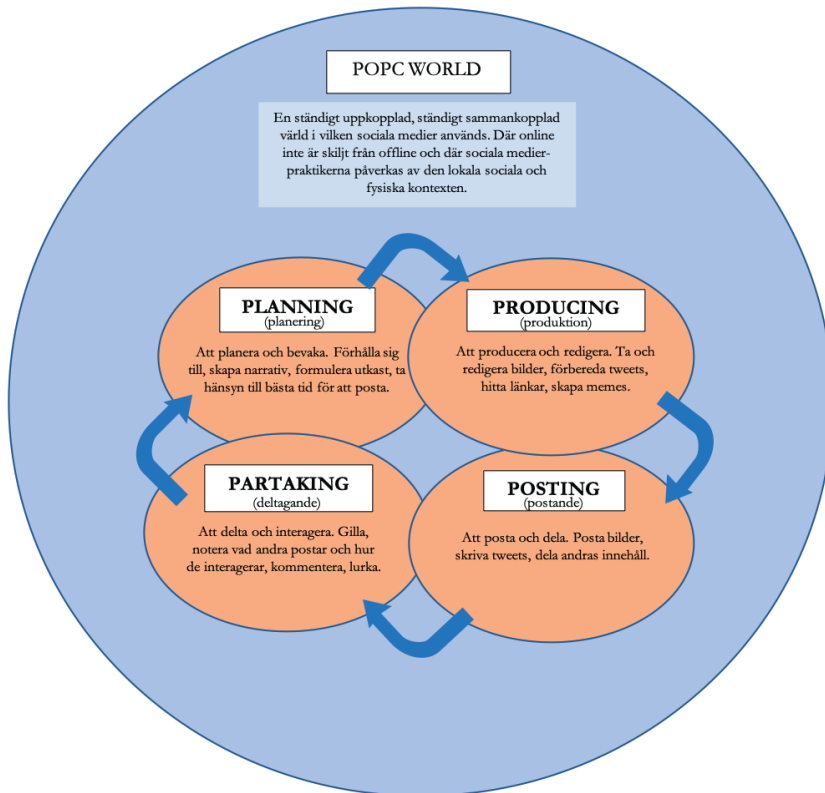 POPC WORLD
En ständigt uppkopplad, ständigt sammankopplad
värld i vilken sociala medier används. Där online
inte är skiljt från offline och där sociala medier-
praktikerna påverkas av den lokala sociala och
fysiska kontexten.
PLANNING
(planering)
Att planera och bevaka. Förhålla sig
till, skapa narrativ, formulera utkast, ta
hänsyn till bästa tid för att posta.
PRODUCING
(produktion)
Att producera och redigera. Ta och
redigera bilder, förbereda tweets,
hitta länkar, skapa memes.
PARTAKING
(deltagande)
Att delta och interagera. Gilla,
notera vad andra postar och hur
de interagerar, kommentera, lurka.
POSTING
(postande)
Att posta och dela. Posta bilder,
skriva tweets, dela andras innehåll.